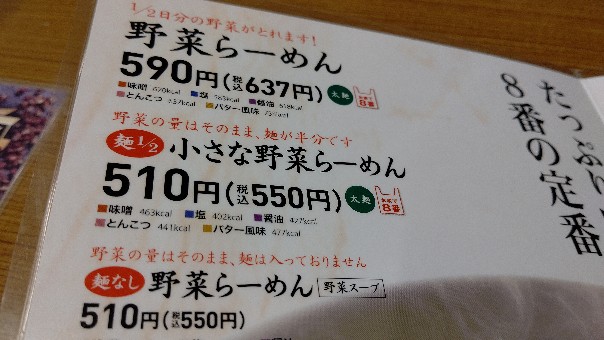 1/2日分の野菜がとれます!
野菜らーめん
590円(税込637円) 太麺 8番
味噌 塩 醤油
とんこつ バター風味
野菜の量はそのまま、麺が半分です
麺1/2 小さな野菜らーめん
510円(税込550円) 太麺 8番
味噌 463kcal 塩 402kcal 醤油 427kcal
とんこつ 441kcal バター風味 477kcal
野菜の量はそのまま、麺は入っておりません
麺なし 野菜らーめん 野菜スープ
510円(税込550円)
たっぷり
8番の定番